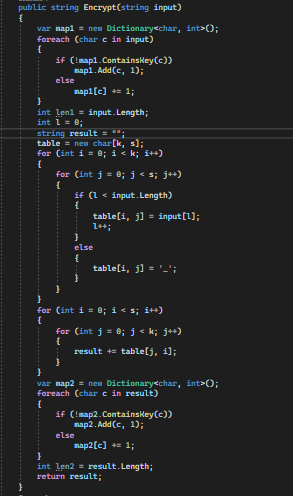 public string Encrypt(string input)
{
var map1 = new Dictionary<char, int>();
foreach (char c in input)
{
if (!map1.ContainsKey(c))
map1.Add(c, 1);
else
map1[c] += 1;
}
int len1 = input.Length;
int l = 0;
string result = "";
table = new char[k, s];
for (int i = 0; i < k; i++)
{
for (int j = 0; j < s; j++)
{
if (l < input.Length)
{
table[i, j] = input[l];
l++;
}
else
{
table[i, j] = '_';
}
}
}
for (int i = 0; i < s; i++)
{
for (int j = 0; j < k; j++)
{
result += table[j, i];
}
}
var map2 = new Dictionary<char, int>();
foreach (char c in result)
{
if (!map2.ContainsKey(c))
map2.Add(c, 1);
else
map2[c] += 1;
}
int len2 = result.Length;
return result;
}